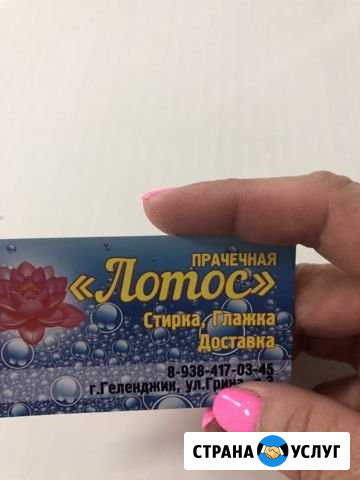 ПРАЧЕЧНАЯ
«Лотос»
Стирка, Глажка
Доставка
8-938-417-03-45
г.Геленджик, ул.Грина,
СТРАНА УСЛУГ